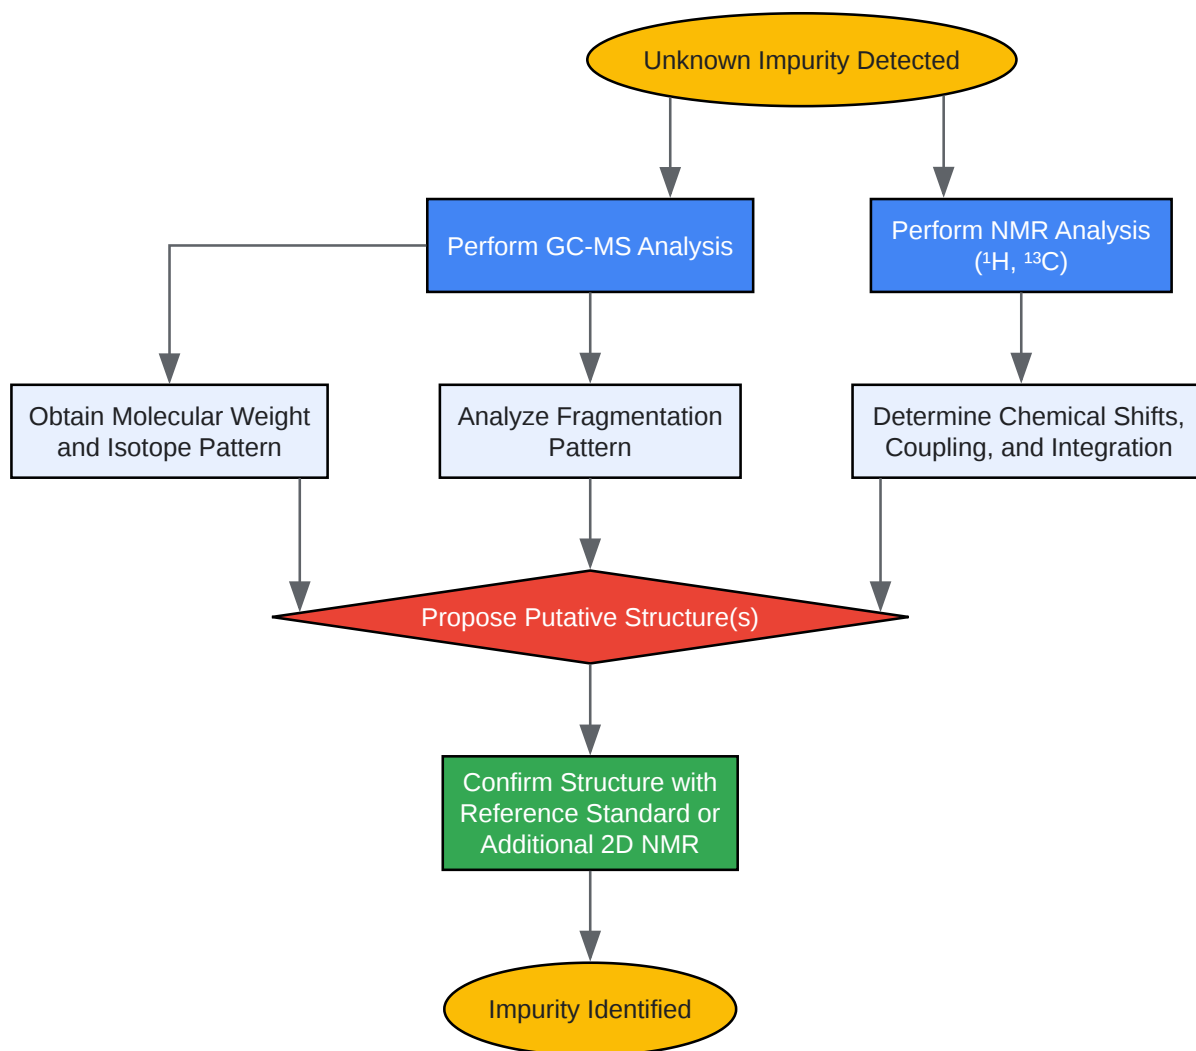 Unknown Impurity Detected
Perform GC-MS Analysis
Perform NMR Analysis
(¹H, ¹³C)
Obtain Molecular Weight
and Isotope Pattern
Analyze Fragmentation
Pattern
Determine Chemical Shifts,
Coupling, and Integration
Propose Putative Structure(s)
Confirm Structure with
Reference Standard or
Additional 2D NMR
Impurity Identified